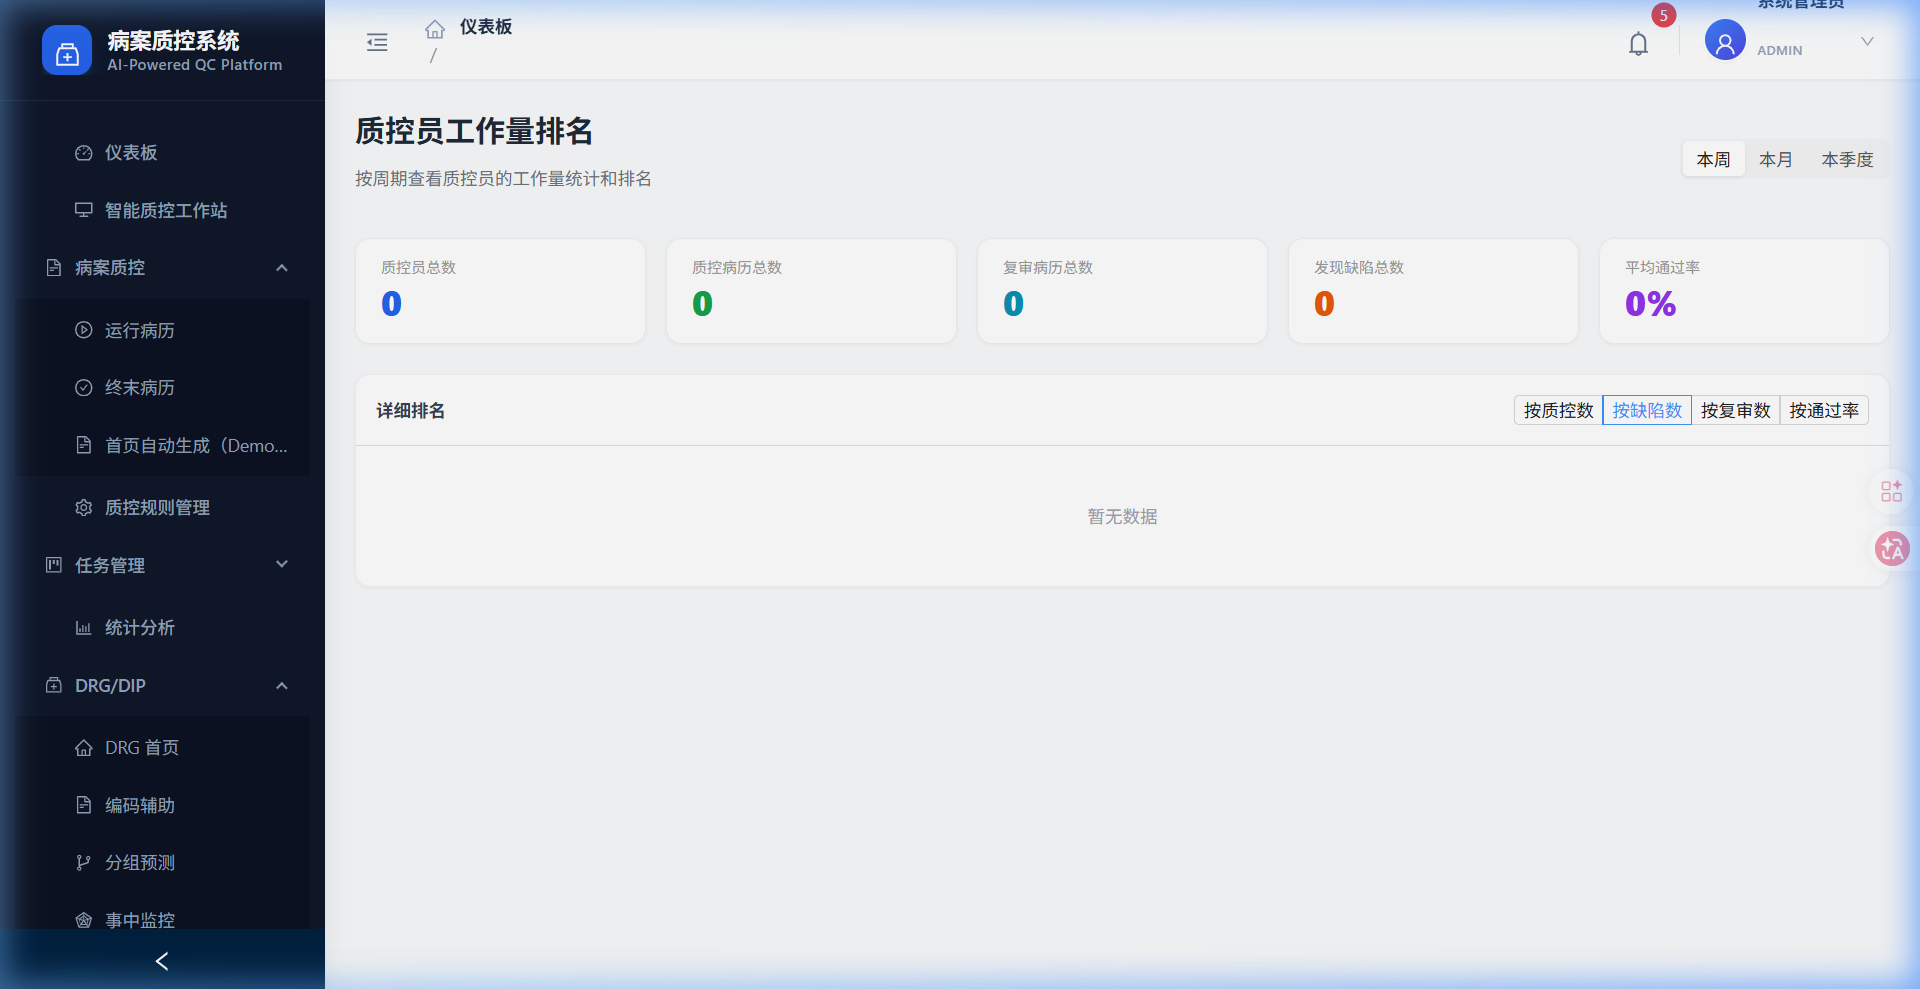 病案质控系统
AI-Powered QC Platform
仪表板
智能质控工作站
病案质控
运行病历
终末病历
首页自动生成（Demo...
质控规则管理
任务管理
统计分析
DRG/DIP
DRG 首页
编码辅助
分组预测
事中监控
仪表板
/
5
系统管理员
ADMIN
质控员工作量排名
按周期查看质控员的工作量统计和排名
本周 本月 本季度
质控员总数
0
质控病历总数
0
复审病历总数
0
发现缺陷总数
0
平均通过率
0%
详细排名
按质控数 按缺陷数 按复审数 按通过率
暂无数据